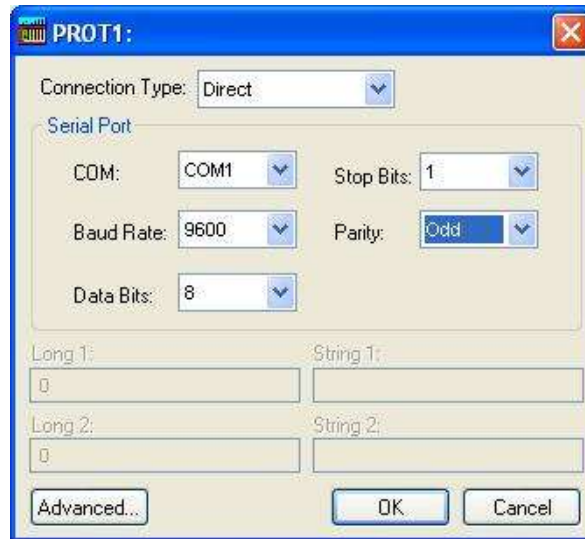 PROT1:
Connection Type: Direct
Serial Port
COM: COM1 Stop Bits: 1
Baud Rate: 9600 Parity: Odd
Data Bits: 8
Long 1: String 1:
0
Long 2: String 2:
0
Advanced... OK Cancel